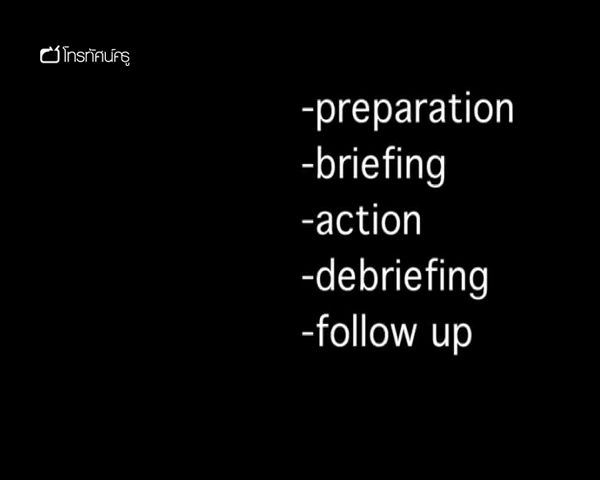 โทรทัศน์ครู
-preparation
-briefing
-action
-debriefing
-follow up